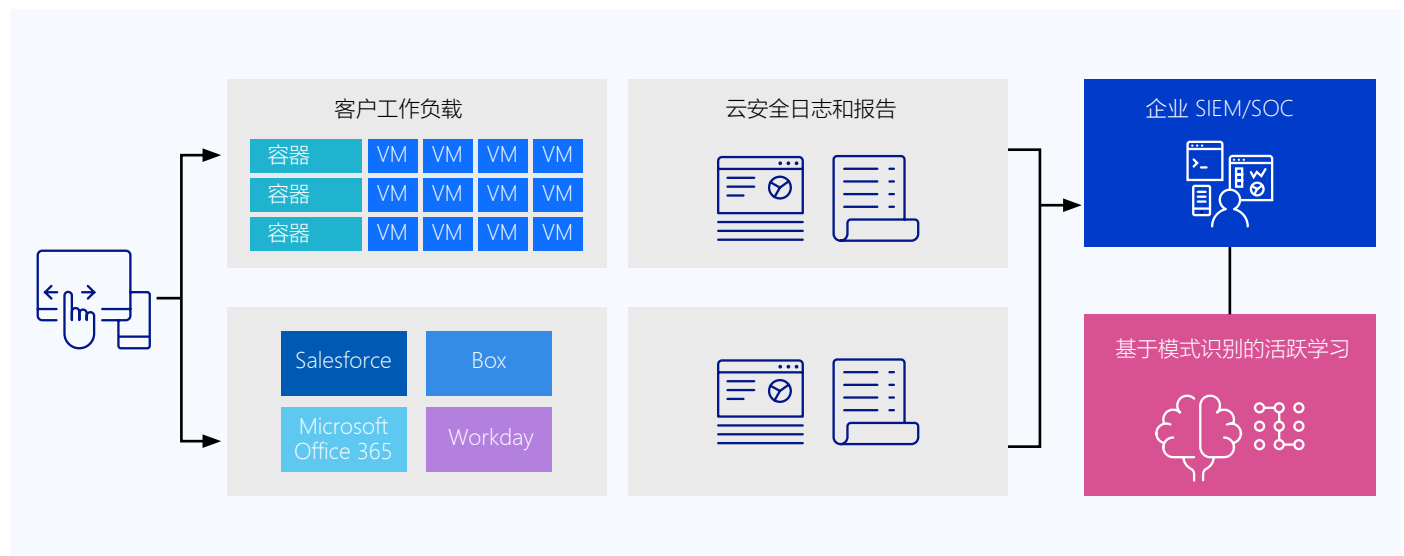 客户工作负载
容器 VM VM VM VM
容器 VM VM VM VM
容器 VM VM VM VM
Salesforce
Box
Microsoft
Office 365
Workday
云安全日志和报告
企业 SIEM/SOC
基于模式识别的活跃学习